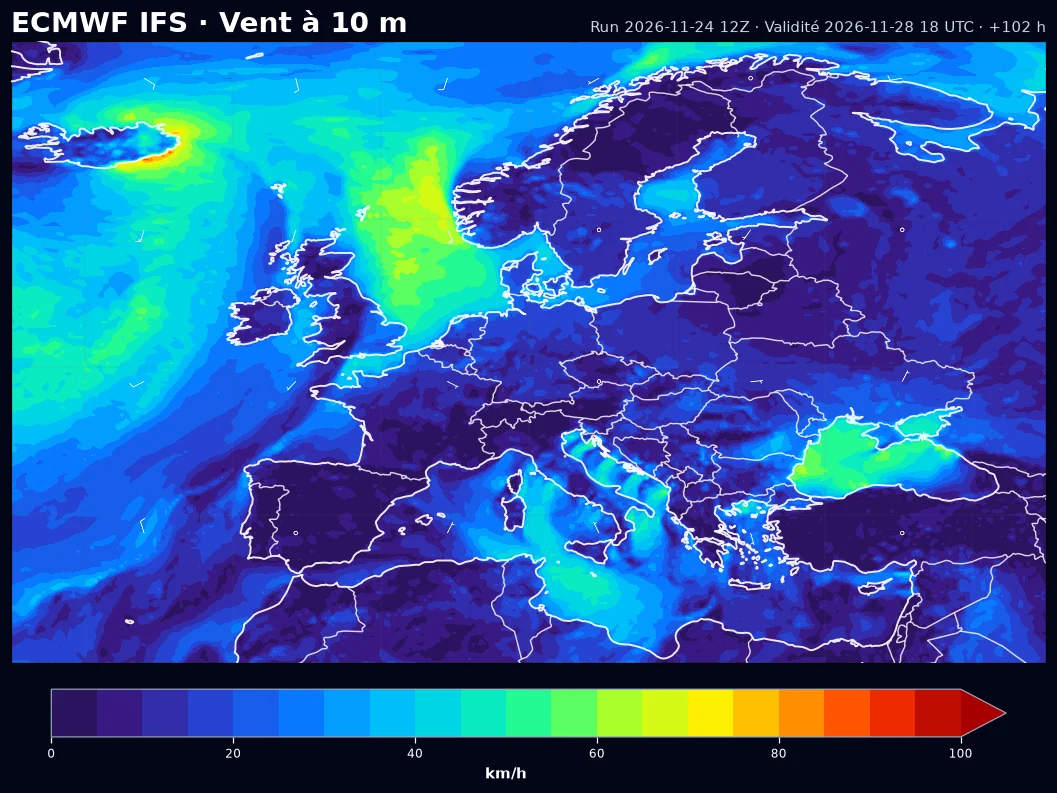 ECMWF IFS · Vent à 10 m
Run 2026-11-24 12Z · Validité 2026-11-28 18 UTC · +102 h
0 20 40 60 80 100
km/h